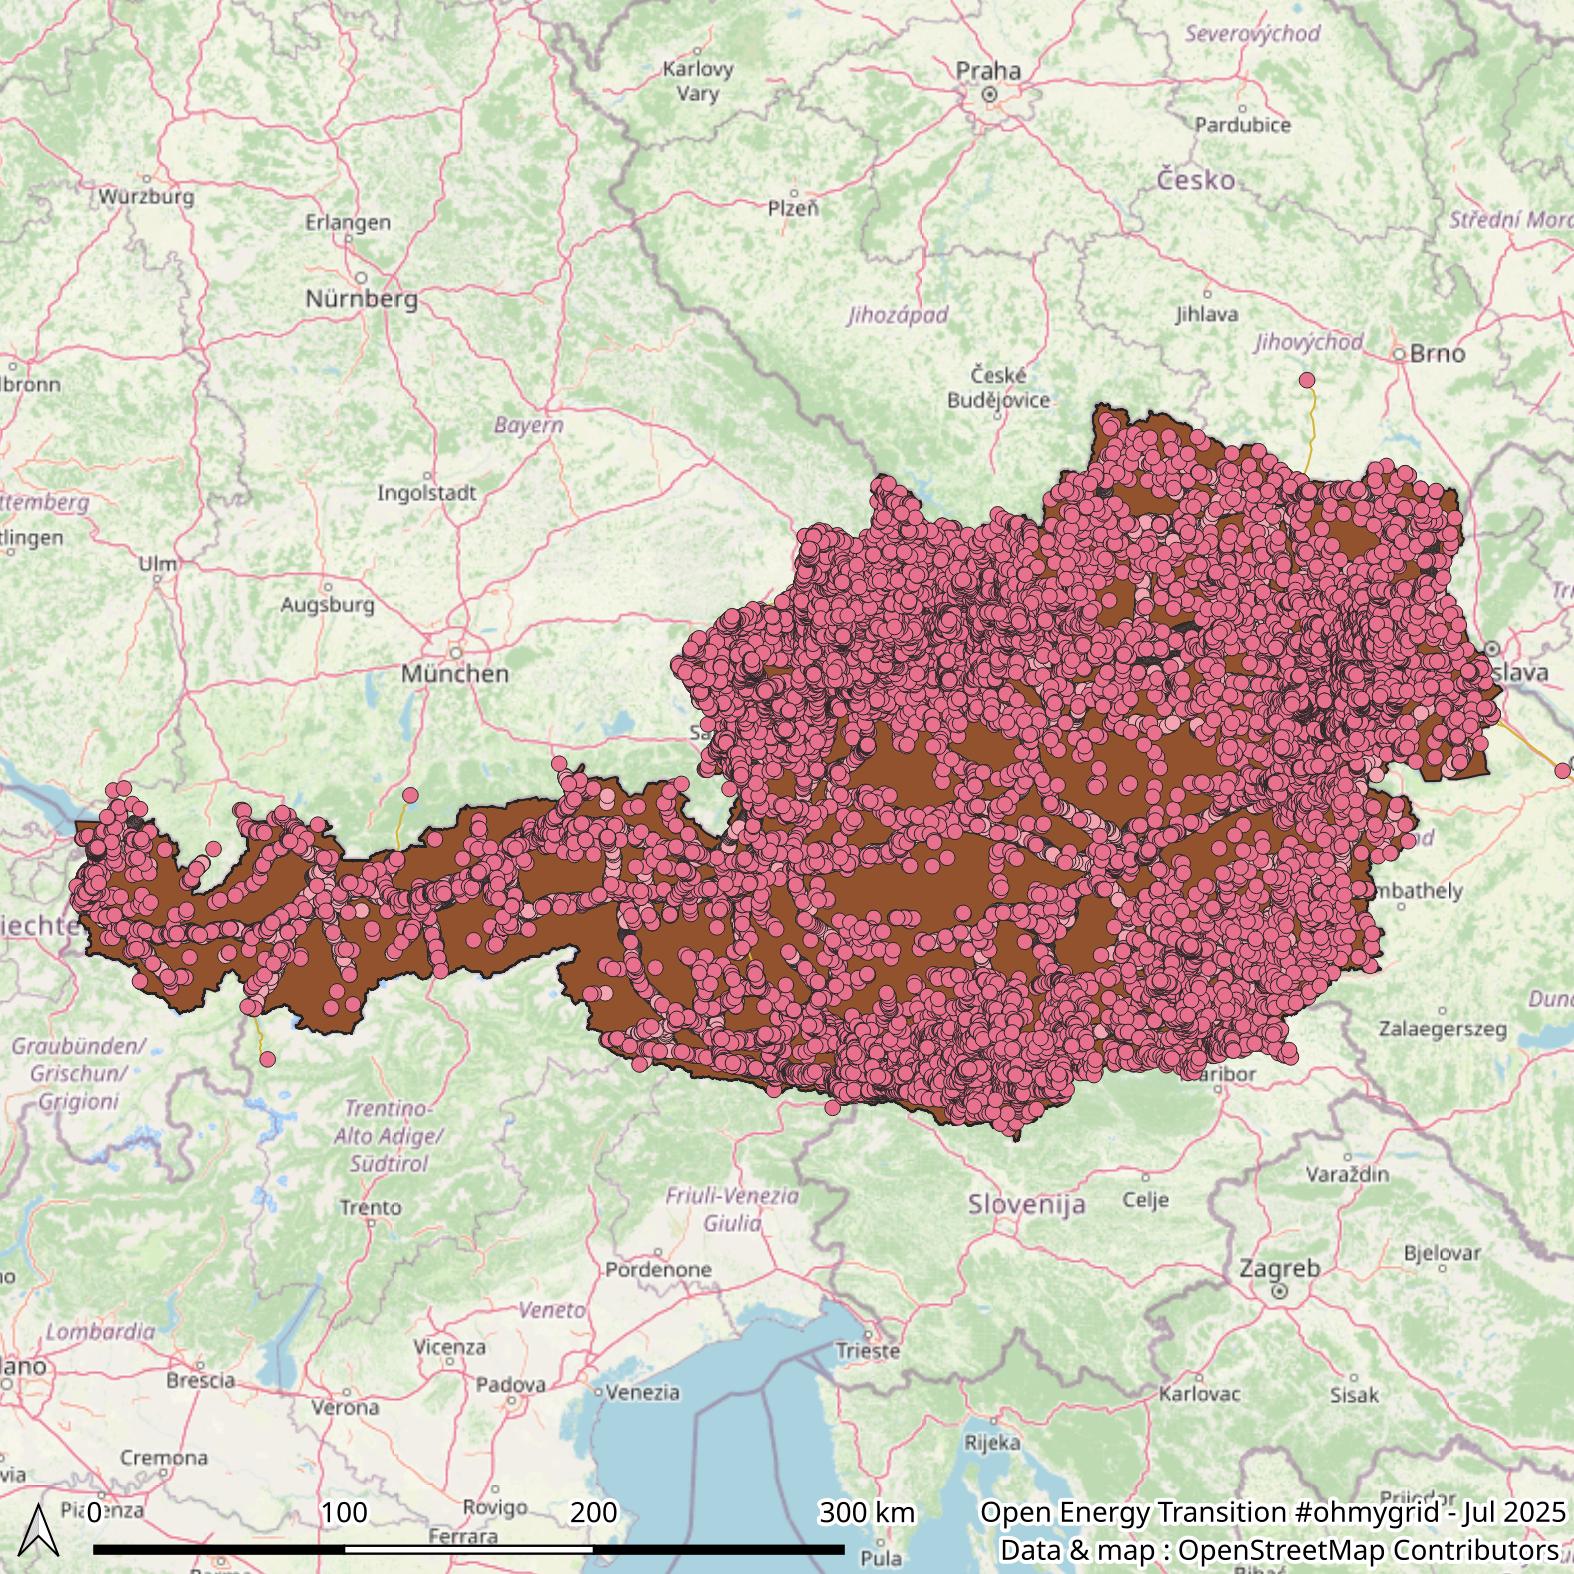 Severovýchod
Karlovy
Vary
Praha
Pardubice
Česko
Würzburg
Erlangen
Plzeň
Střední Mora
Nürnberg
Jihozápad
Jihlava
Jihovýchod
Brno
lbronn
České
Budějovice
Bayern
Ingolstadt
ttemberg
tlingen
Ulm
Augsburg
München
slava
Sa
mbathely
iechte
Zalaegerszeg
Graubünden/
Grischun/
Grigioni
aribor
Trentino-
Alto Adige/
Südtirol
Trento
Friuli-Venezia
Giulia
Slovenija
Celje
Varaždin
Pordenone
Zagreb
Bjelovar
Veneto
Lombardia
Vicenza
Trieste
lano
Brescia
Padova
Venezia
Verona
Karlovac
Sisak
Rijeka
Cremona
via
Rovigo
Piacenza
Ferrara
Pula
Prijedor
0 100 200 300 km
Open Energy Transition #ohmygrid - Jul 2025
Data & map : OpenStreetMap Contributors